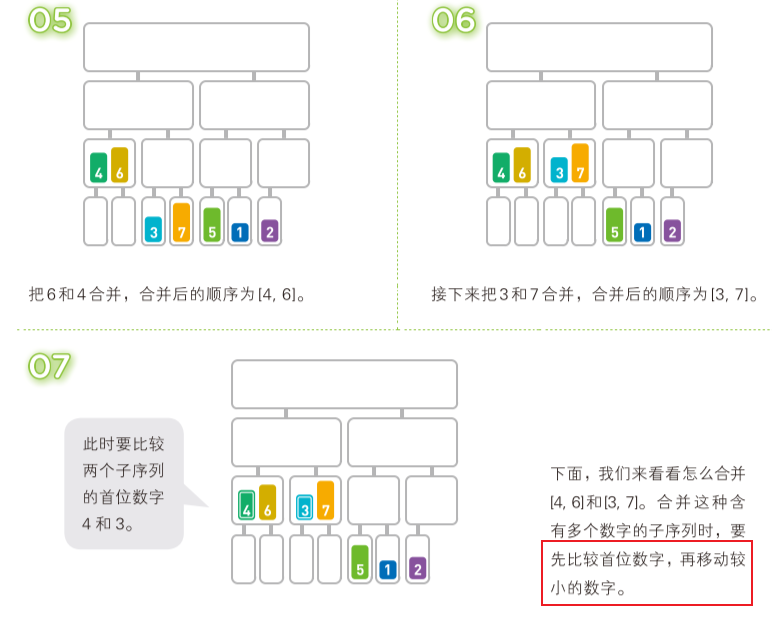 05
4 6
3 7 5 1 2
把6和4合并，合并后的顺序为[4, 6]。
06
4 6 3 7
5 1 2
接下来把3和7合并，合并后的顺序为[3, 7]。
07
此时要比较
两个子序列
的首位数字
4 和 3。
4 6 3 7
5 1 2
下面，我们来看看怎么合并
[4, 6]和[3, 7]。合并这种含
有多个数字的子序列时，要
先比较首位数字，再移动较
小的数字。